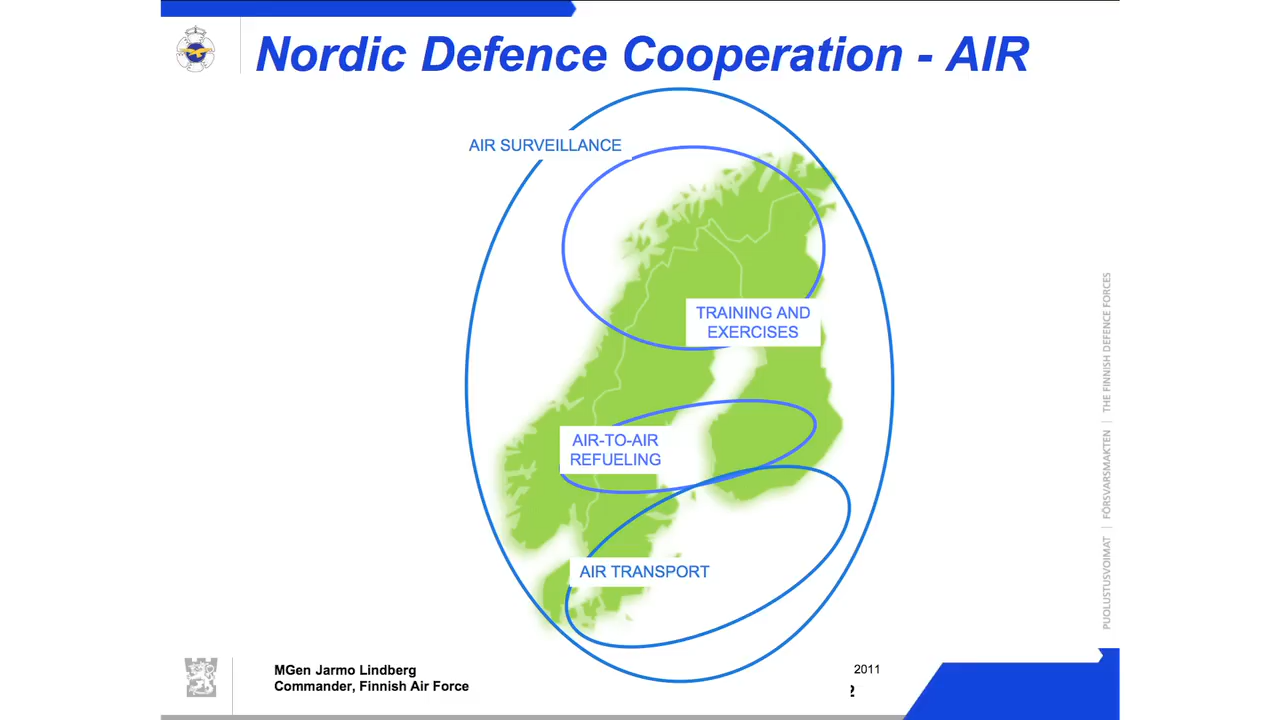 Nordic Defence Cooperation - AIR
AIR SURVEILLANCE
TRAINING AND
EXERCISES
AIR-TO-AIR
REFUELING
AIR TRANSPORT
PUOLUSTUSVOIMAT | FÖRSVARSMAKTEN | THE FINNISH DEFENCE FORCES
MGen Jarmo Lindberg
Commander, Finnish Air Force
2011
2